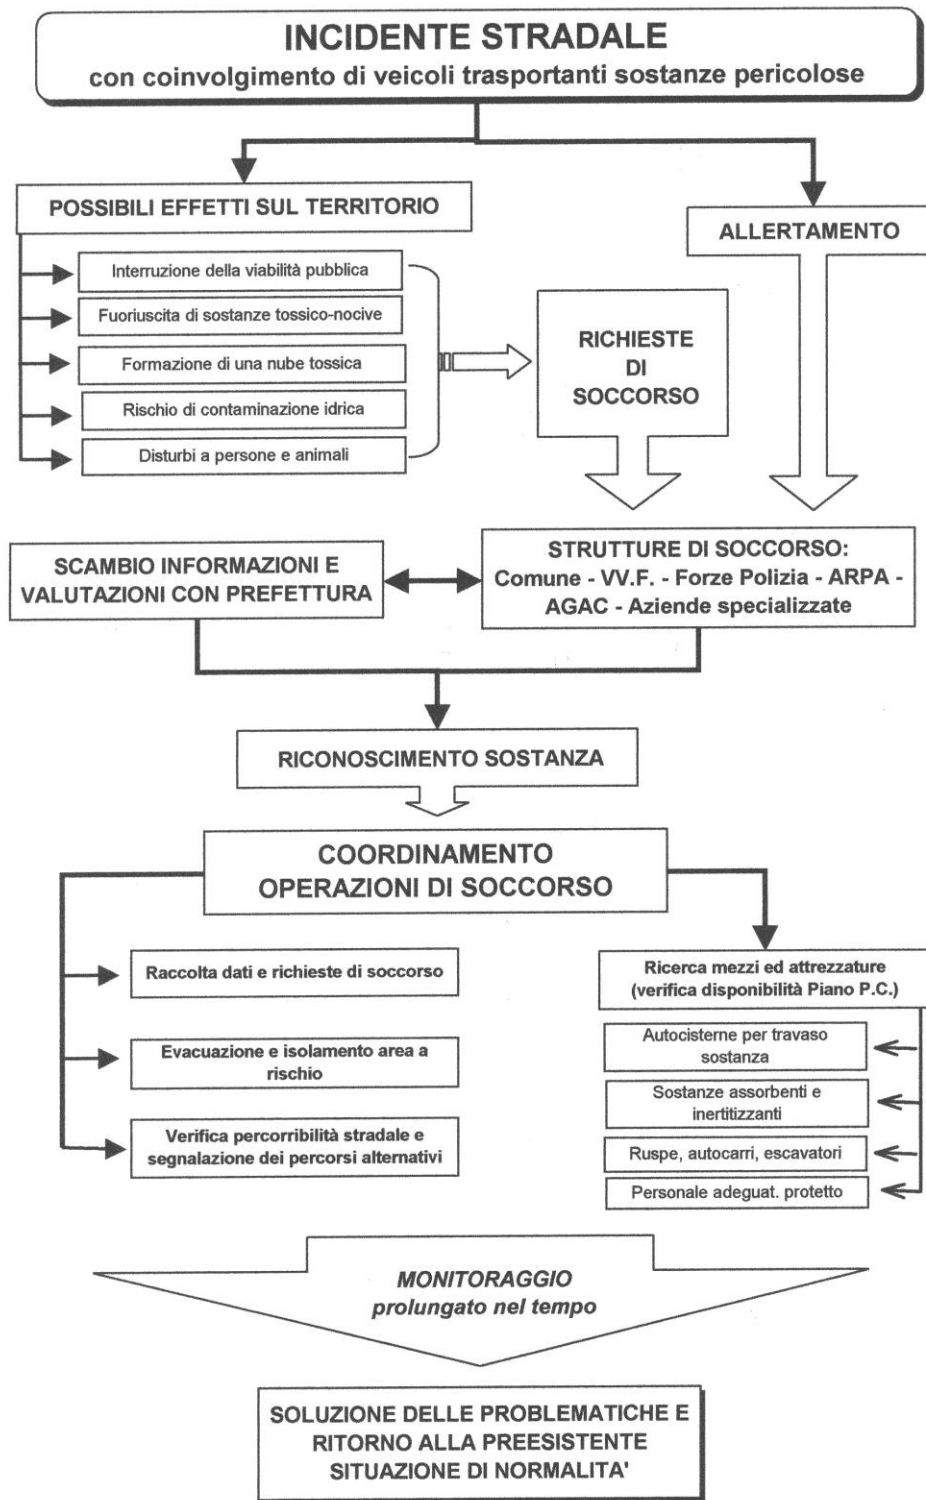 INCIDENTE STRADALE
con coinvolgimento di veicoli trasportanti sostanze pericolose
POSSIBILI EFFETTI SUL TERRITORIO
ALLERTAMENTO
Interruzione della viabilità pubblica
Fuoriuscita di sostanze tossico-nocive
Formazione di una nube tossica
Rischio di contaminazione idrica
Disturbi a persone e animali
RICHIESTE
DI
SOCCORSO
SCAMBIO INFORMAZIONI E
VALUTAZIONI CON PREFETTURA
STRUTTURE DI SOCCORSO:
Comune - VV.F. - Forze Polizia - ARPA -
AGAC - Aziende specializzate
RICONOSCIMENTO SOSTANZA
COORDINAMENTO
OPERAZIONI DI SOCCORSO
Raccolta dati e richieste di soccorso
Evacuazione e isolamento area a
rischio
Verifica percorribilità stradale e
segnalazione dei percorsi alternativi
Ricerca mezzi ed attrezzature
(verifica disponibilità Piano P.C.)
Autocisterne per travaso
sostanza
Sostanze assorbenti e
inertitizzanti
Ruspe, autocarri, escavatori
Personale adeguat. protetto
MONITORAGGIO
prolungato nel tempo
SOLUZIONE DELLE PROBLEMATICHE E
RITORNO ALLA PREESISTENTE
SITUAZIONE DI NORMALITA'